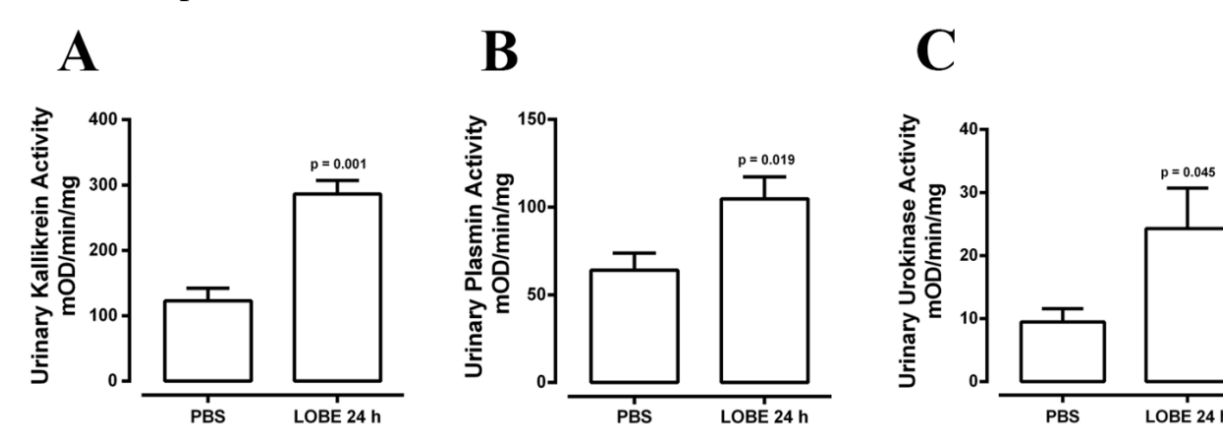 A
Urinary Kallikrein Activity
mOD/min/mg
400
300
200
100
0
p = 0.001
PBS
LOBE 24 h
B
Urinary Plasmin Activity
mOD/min/mg
150
100
50
0
p = 0.019
PBS
LOBE 24 h
C
Urinary Urokinase Activity
mOD/min/mg
40
30
20
10
0
p = 0.045
PBS
LOBE 24